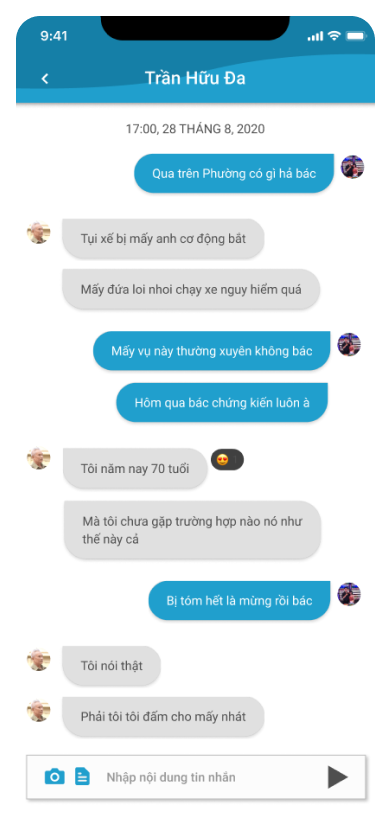 9:41
Trần Hữu Đa
17:00, 28 THÁNG 8, 2020
Qua trên Phường có gì hả bác
Tụi xế bị mấy anh cơ động bắt
Mấy đứa loi nhoi chạy xe nguy hiểm quá
Mấy vụ này thường xuyên không bác
Hôm qua bác chứng kiến luôn à
Tôi năm nay 70 tuổi
Mà tôi chưa gặp trường hợp nào nó như
thế này cả
Bị tóm hết là mừng rồi bác
Tôi nói thật
Phải tôi tôi đấm cho mấy nhát
Nhập nội dung tin nhắn